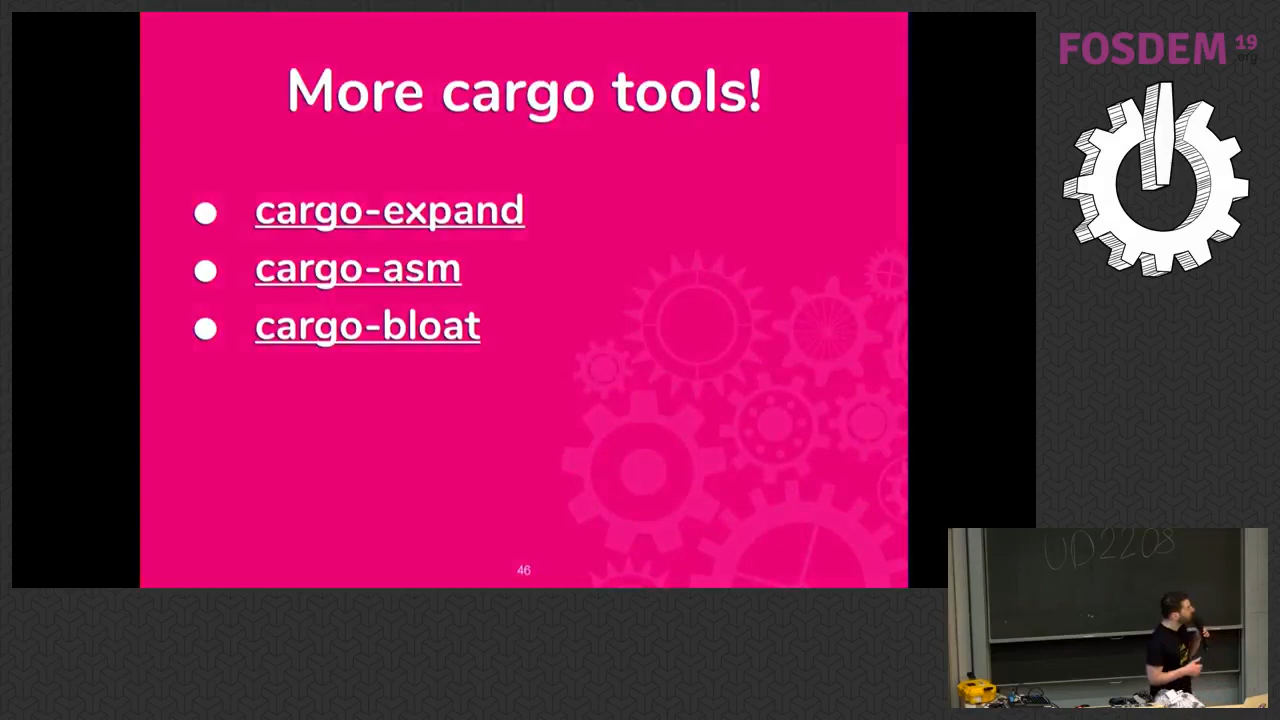 More cargo tools!
● cargo-expand
● cargo-asm
● cargo-bloat
46
FOSDEM 19
.org
UD2208